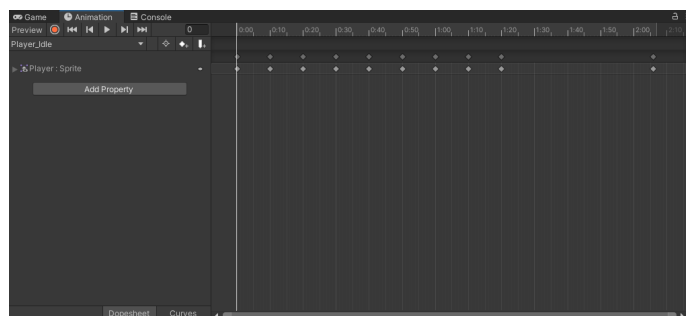 Game Animation Console
Preview 0 0:00 0:10 0:20 0:30 0:40 0:50 1:00 1:10 1:20 1:30 1:40 1:50 2:00 2:10
Player_Idle
Player : Sprite
Add Property
Dopesheet Curves